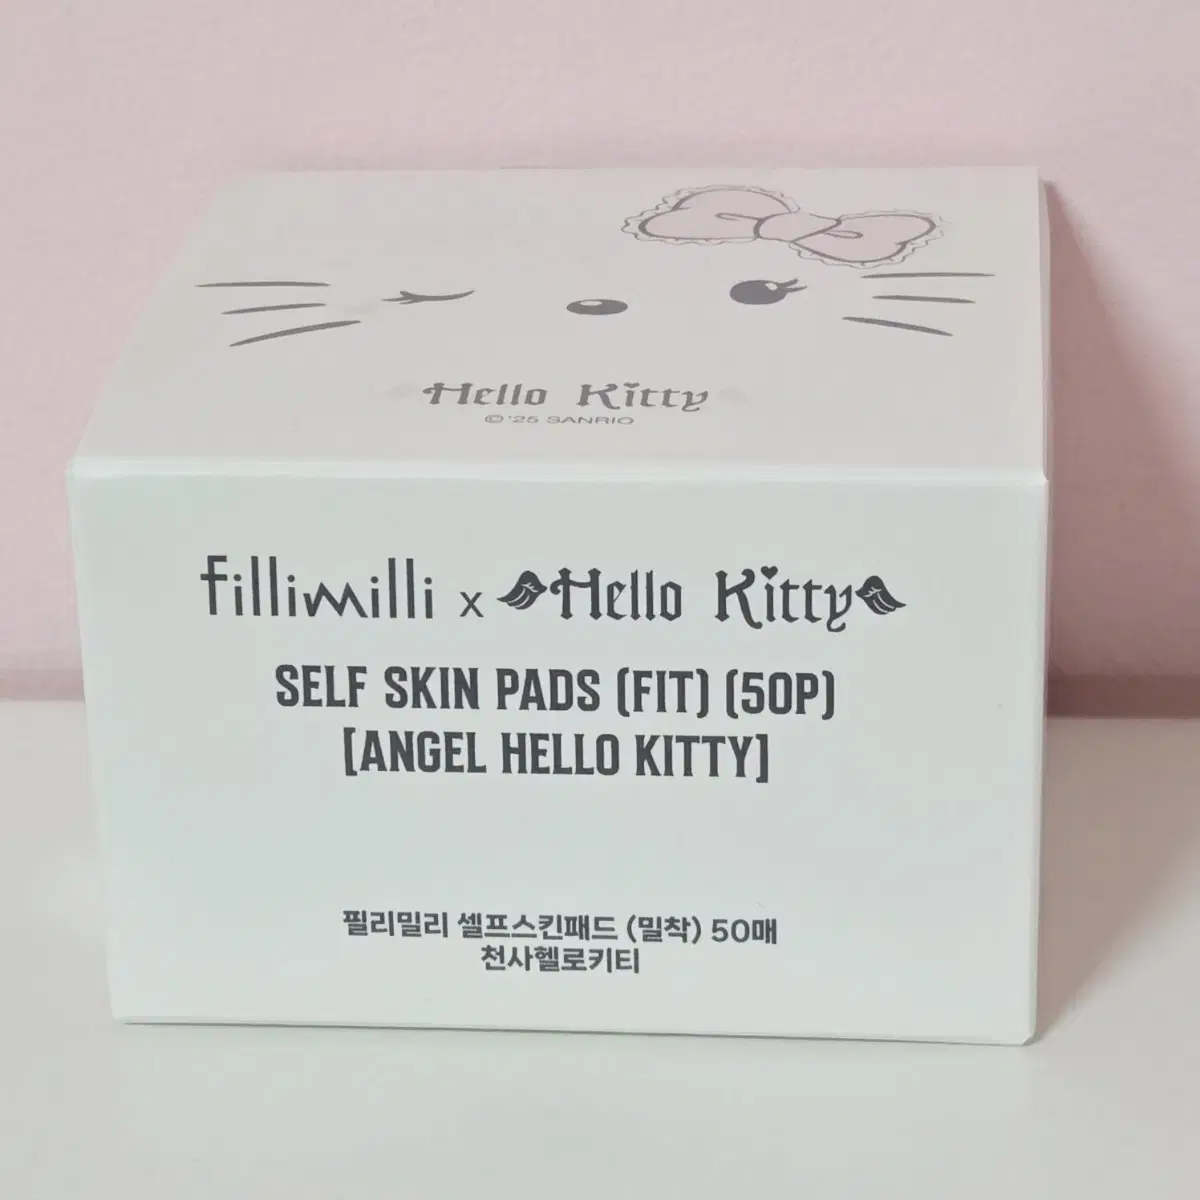 Hello Kitty
© '25 SANRIO
fillimilli x Hello Kitty
SELF SKIN PADS (FIT) (50P)
[ANGEL HELLO KITTY]
필리밀리 셀프스킨패드 (밀착) 50매
천사헬로키티